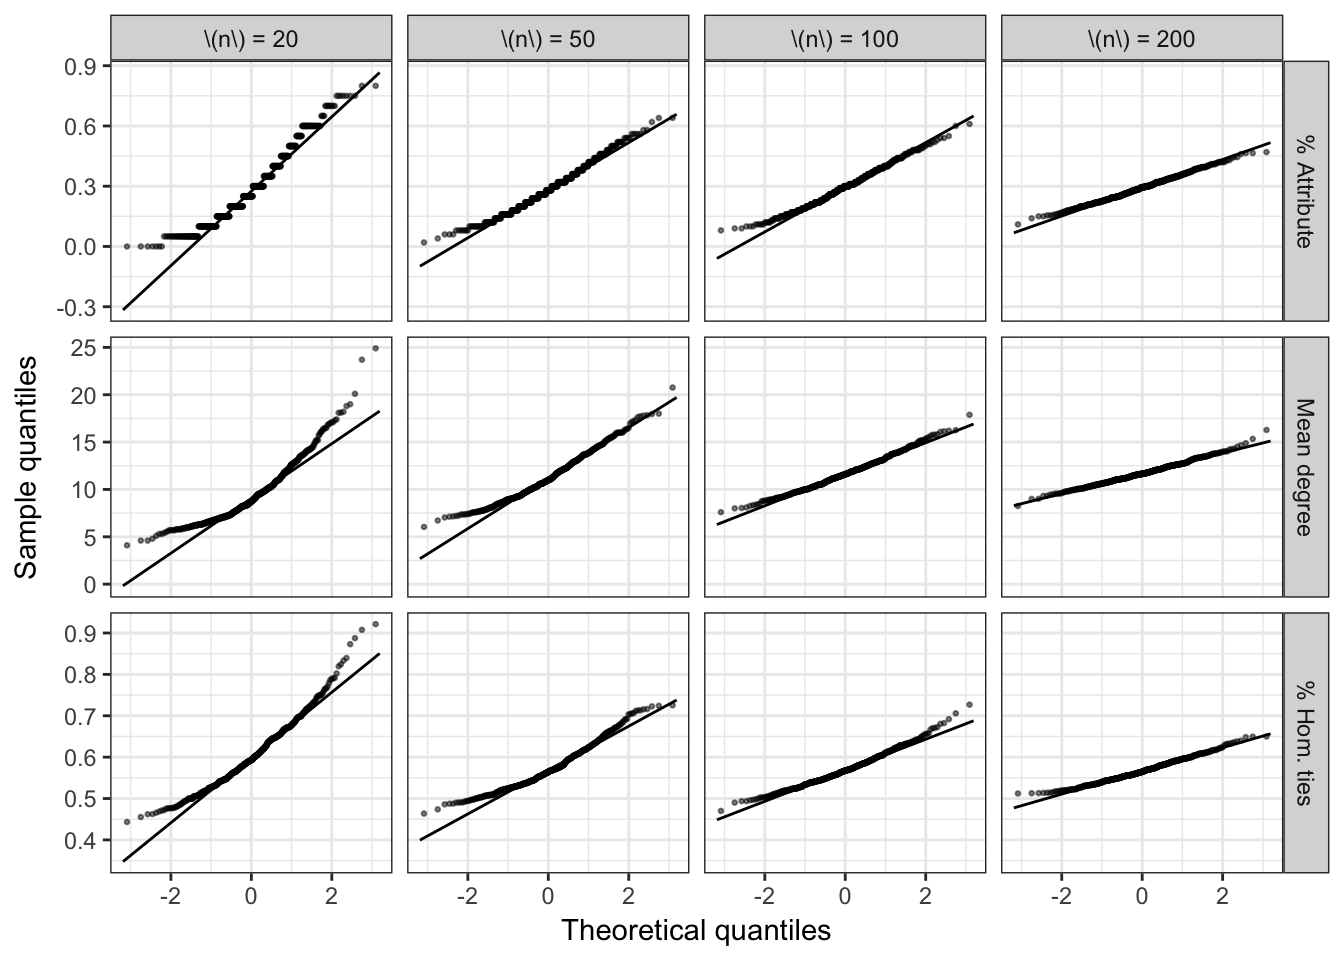 \(n\) = 20
\(n\) = 50
\(n\) = 100
\(n\) = 200
0.9
0.6
0.3
0.0
-0.3
% Attribute
25
20
15
10
5
0
Mean degree
0.9
0.8
0.7
0.6
0.5
0.4
% Hom. ties
Sample quantiles
-2 0 2
-2 0 2
-2 0 2
-2 0 2
Theoretical quantiles